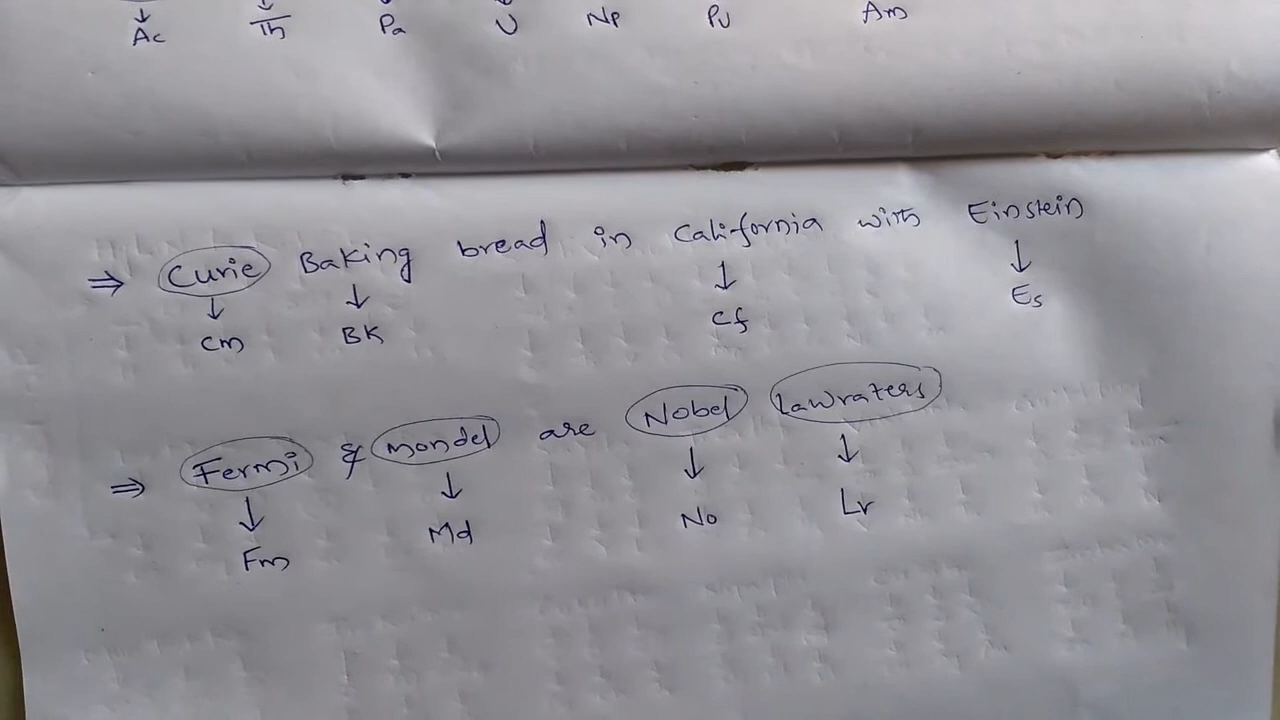 Ac Th Pa U Np Pu Am
⇒ Curie Baking bread in California with Einstein
Cm BK Cf Es
⇒ Fermi & mondel are Nobel Lawraters
Fm Md No Lr